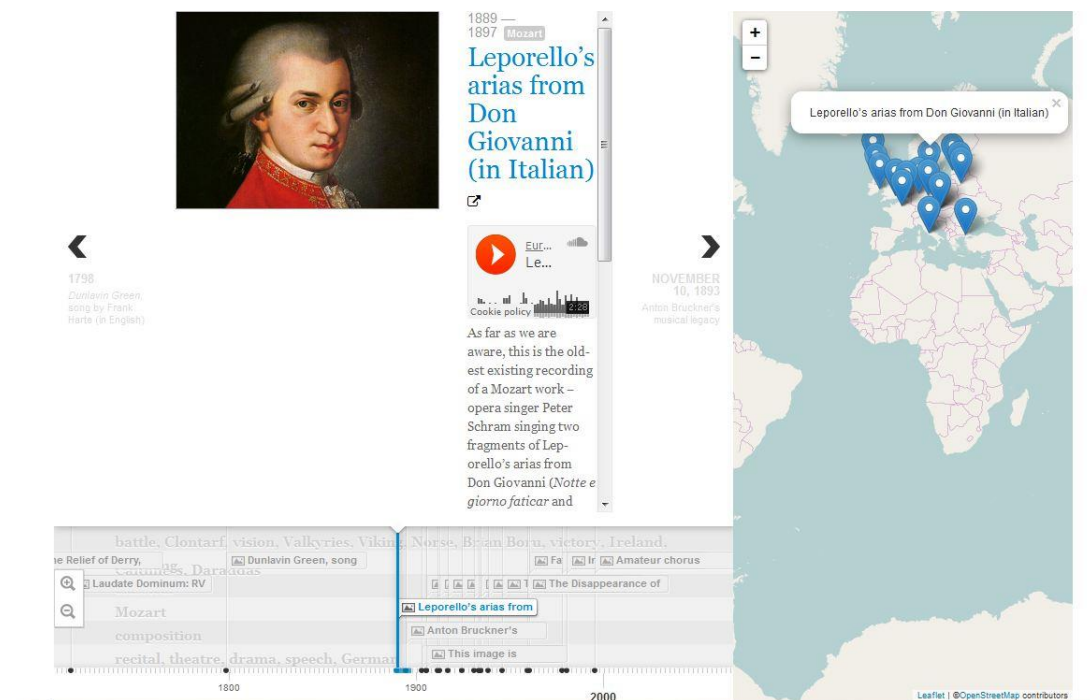 1889 —
1897 Mozart
Leporello's
arias from
Don
Giovanni
(in Italian)
Eur...
Le...
2:28
Cookie policy
As far as we are
aware, this is the old-
est existing recording
of a Mozart work –
opera singer Peter
Schram singing two
fragments of Lep-
orello's arias from
Don Giovanni (Notte e
giorno faticar and
1798
Dunlavin Green,
song by Frank
Harte (in English)
NOVEMBER
10, 1893
Anton Bruckner's
musical legacy
+
−
Leporello's arias from Don Giovanni (in Italian) ×
Leaflet | ©OpenStreetMap contributors
battle, Clontarf, vision, Valkyries, Viking, Norse, Brian Boru, victory, Ireland,
e Relief of Derry,
Dunlavin Green, song
Fa
Ir
Amateur chorus
Laudate Dominum: RV
The Disappearance of
Leporello's arias from
Mozart
Anton Bruckner's
composition
This image is
recital, theatre, drama, speech, German
1800
1900
2000